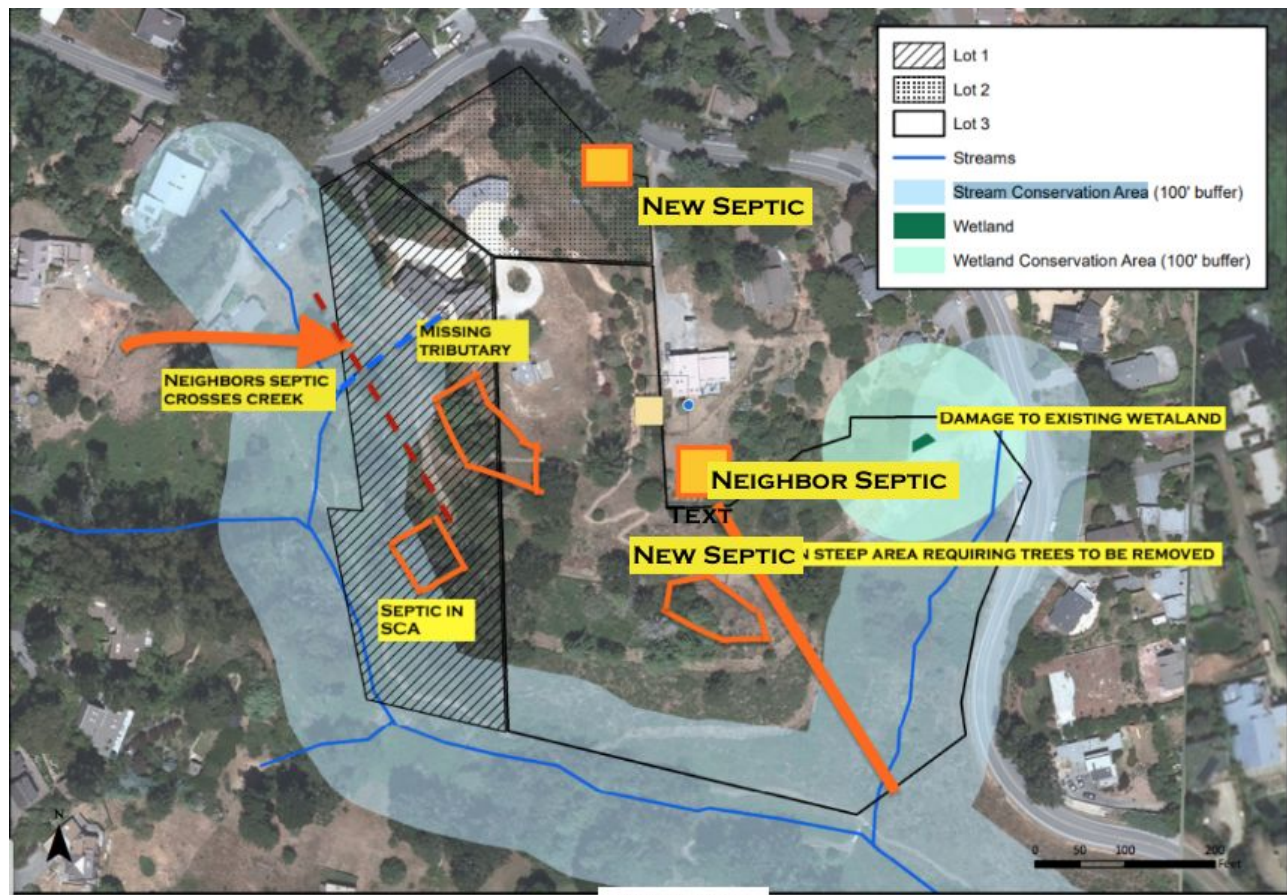 Lot 1
Lot 2
Lot 3
Streams
Stream Conservation Area (100' buffer)
Wetland
Wetland Conservation Area (100' buffer)
NEW SEPTIC
MISSING
TRIBUTARY
NEIGHBORS SEPTIC
CROSSES CREEK
DAMAGE TO EXISTING WETALAND
NEIGHBOR SEPTIC
TEXT
NEW SEPTIC N STEEP AREA REQUIRING TREES TO BE REMOVED
SEPTIC IN
SCA
N
0 50 100 200
Feet